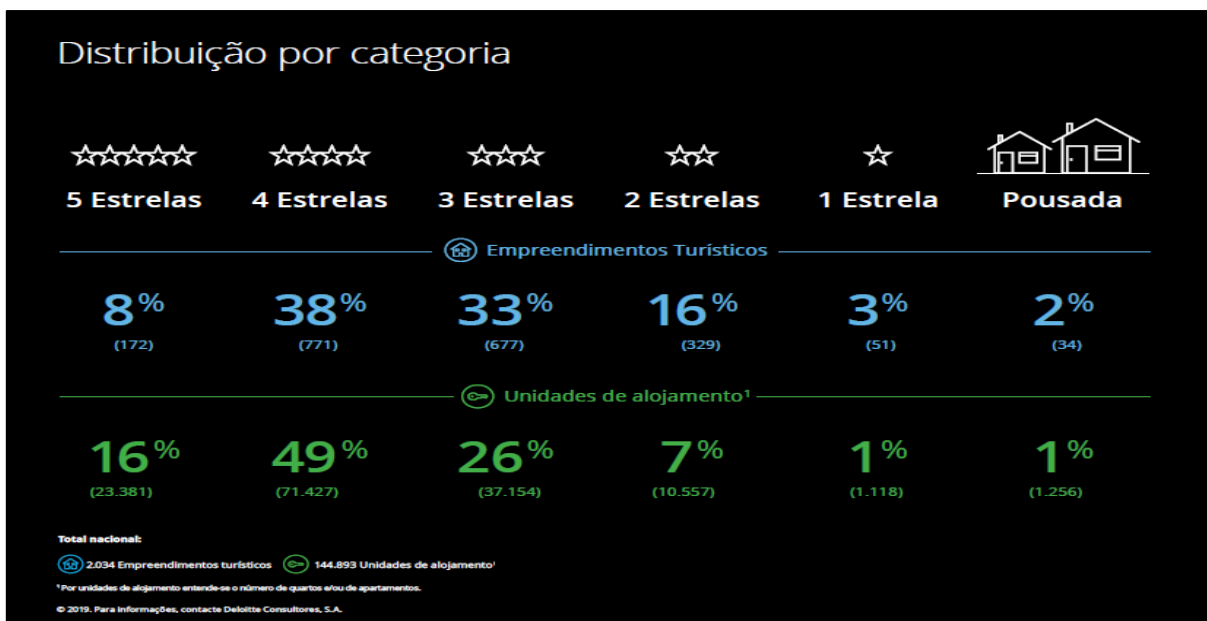 Distribuição por categoria
5 Estrelas 4 Estrelas 3 Estrelas 2 Estrelas 1 Estrela Pousada
Empreendimentos Turísticos
8% 38% 33% 16% 3% 2%
(172) (771) (677) (329) (51) (34)
Unidades de alojamento¹
16% 49% 26% 7% 1% 1%
(23.381) (71.427) (37.154) (10.557) (1.118) (1.256)
Total nacional:
2.034 Empreendimentos turísticos 144.893 Unidades de alojamento¹
¹Por unidades de alojamento entende-se o número de quartos e/ou de apartamentos.
© 2019. Para informações, contacte Deloitte Consultores, S.A.